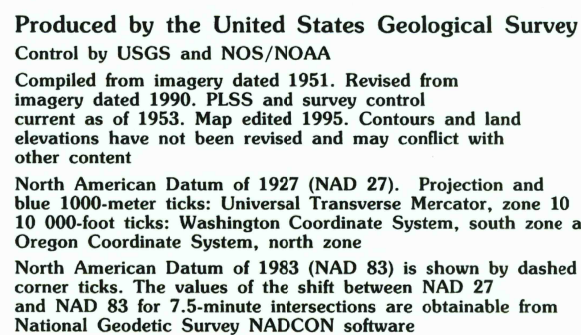 Produced by the United States Geological Survey
Control by USGS and NOS/NOAA
Compiled from imagery dated 1951. Revised from
imagery dated 1990. PLSS and survey control
current as of 1953. Map edited 1995. Contours and land
elevations have not been revised and may conflict with
other content
North American Datum of 1927 (NAD 27). Projection and
blue 1000-meter ticks: Universal Transverse Mercator, zone 10
10 000-foot ticks: Washington Coordinate System, south zone a
Oregon Coordinate System, north zone
North American Datum of 1983 (NAD 83) is shown by dashed
corner ticks. The values of the shift between NAD 27
and NAD 83 for 7.5-minute intersections are obtainable from
National Geodetic Survey NADCON software